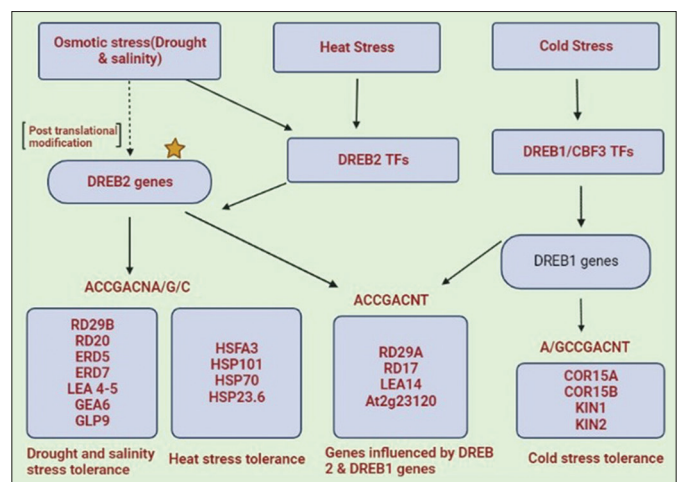 Osmotic stress(Drought
& salinity)
Heat Stress
Cold Stress
[Post translational
modification]
DREB2 genes
DREB2 TFs
DREB1/CBF3 TFs
DREB1 genes
ACCGACNA/G/C
ACCGACNT
A/GCCGACNT
RD29B
RD20
ERD5
ERD7
LEA 4-5
GEA6
GLP9
HSFA3
HSP101
HSP70
HSP23.6
RD29A
RD17
LEA14
At2g23120
COR15A
COR15B
KIN1
KIN2
Drought and salinity
stress tolerance
Heat stress tolerance
Genes influenced by DREB
2 & DREB1 genes
Cold stress tolerance